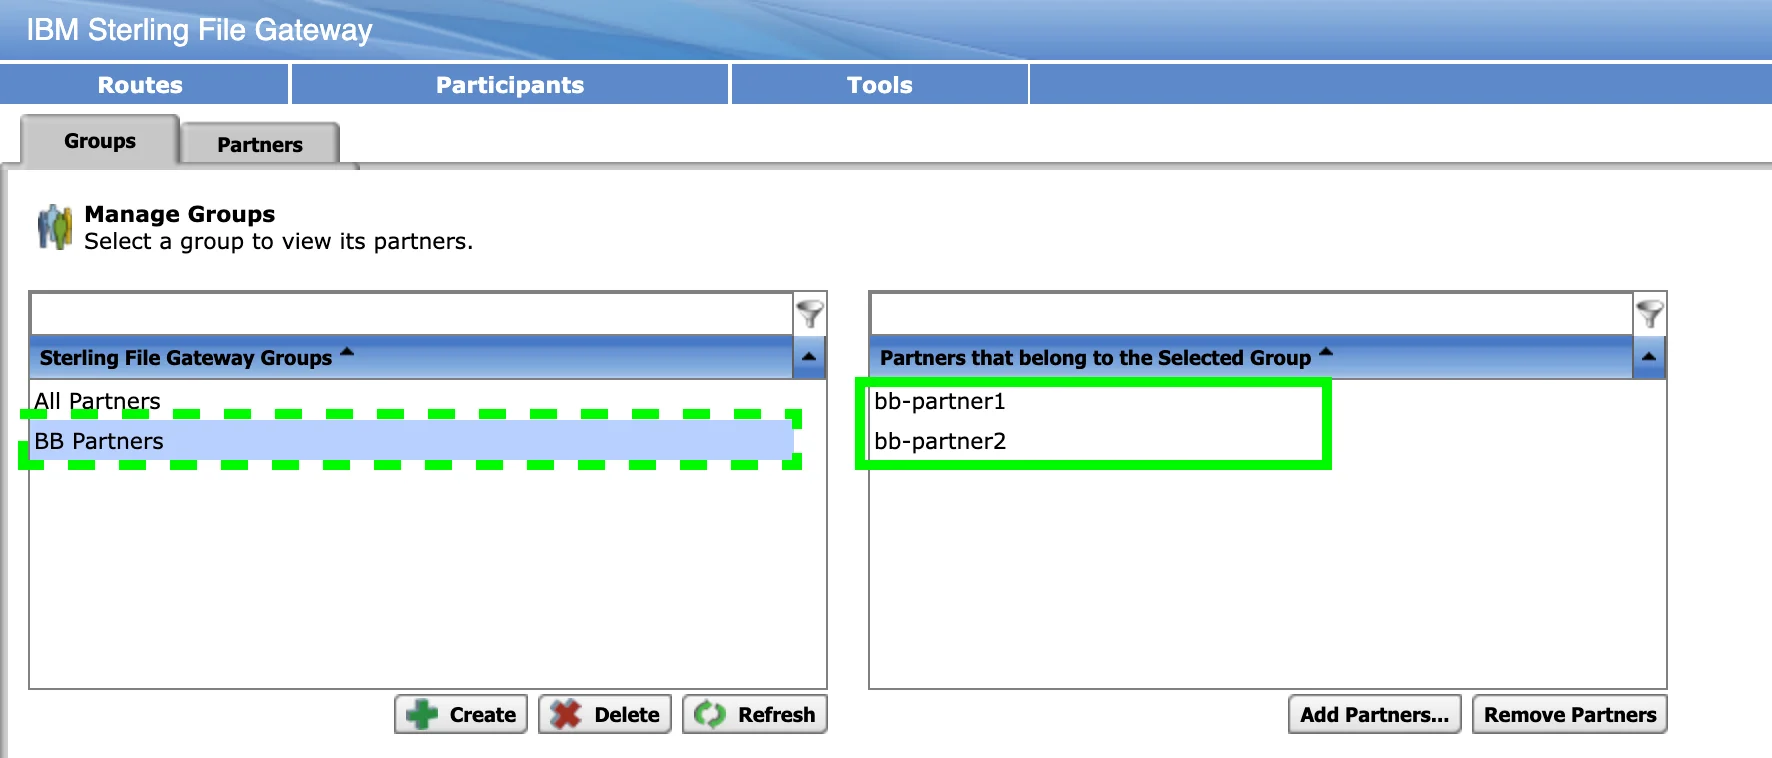 IBM Sterling File Gateway
Routes Participants Tools
Groups Partners
Manage Groups
Select a group to view its partners.
Sterling File Gateway Groups
All Partners
BB Partners
Create Delete Refresh
Partners that belong to the Selected Group
bb-partner1
bb-partner2
Add Partners... Remove Partners